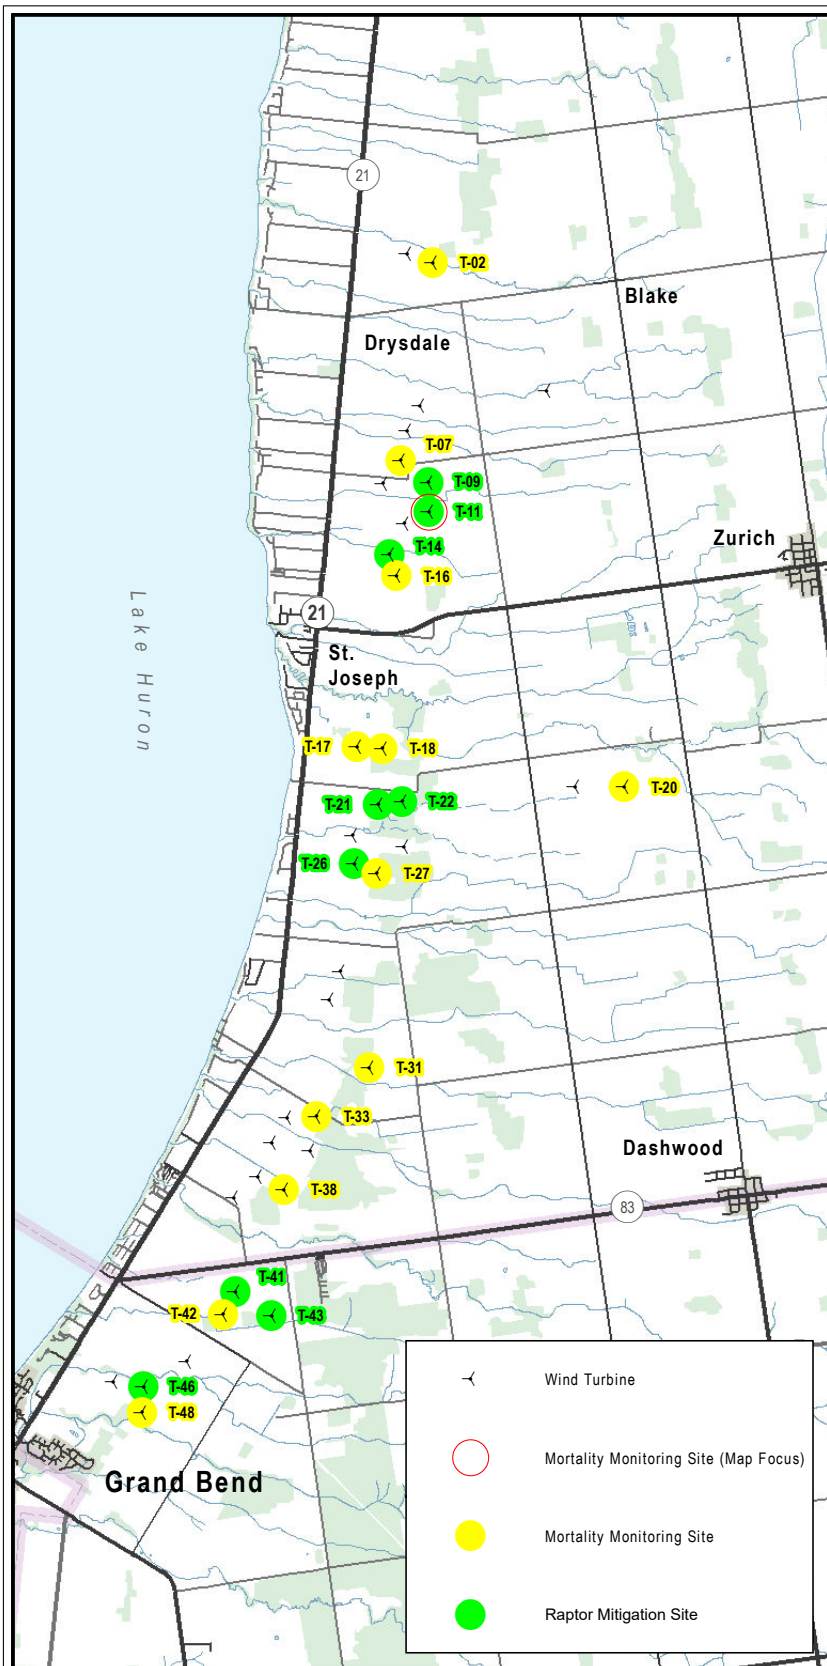 21
T-02
Blake
Drysdale
T-07
T-09
T-11
Zurich
T-14
T-16
Lake Huron
21
St.
Joseph
T-17
T-18
T-20
T-21
T-22
T-26
T-27
T-31
T-33
Dashwood
T-38
83
T-41
T-42
T-43
T-46
T-48
Grand Bend
Wind Turbine
Mortality Monitoring Site (Map Focus)
Mortality Monitoring Site
Raptor Mitigation Site